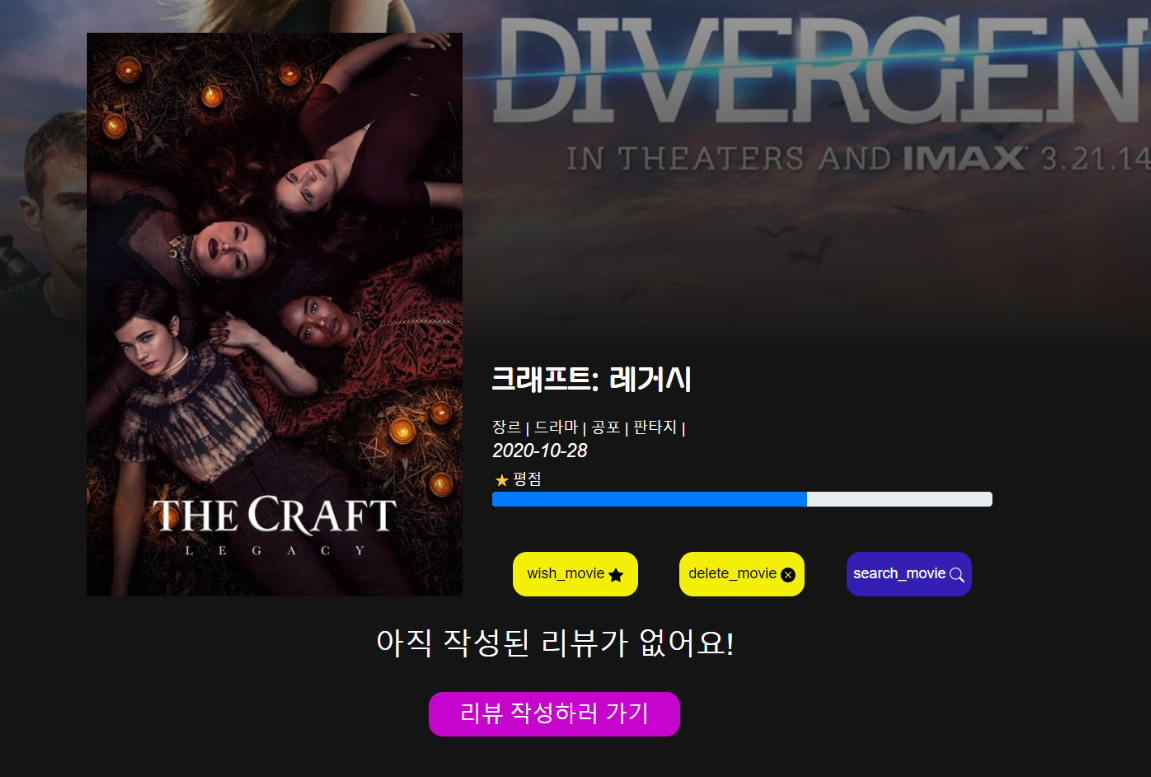 DIVERGEN
IN THEATERS AND IMAX 3.21.14
THE CRAFT
LEGACY
크래프트: 레거시
장르 | 드라마 | 공포 | 판타지 |
2020-10-28
평점
wish_movie
delete_movie
search_movie
아직 작성된 리뷰가 없어요!
리뷰 작성하러 가기